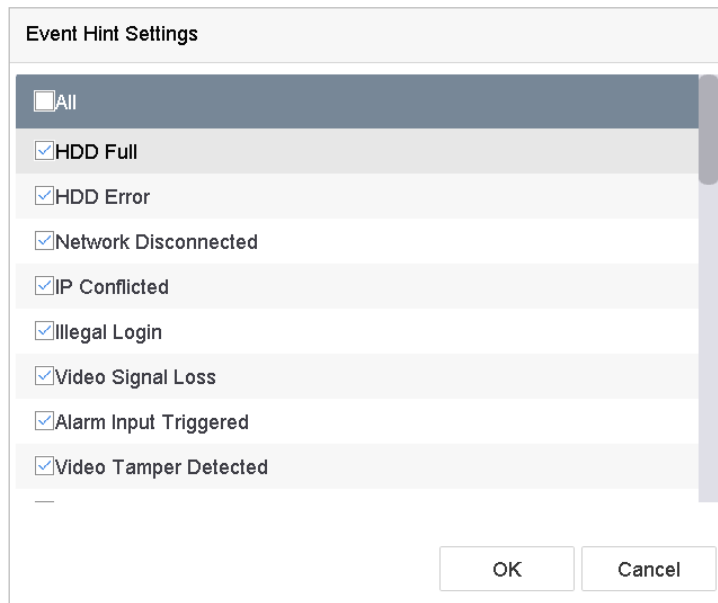 Event Hint Settings
All
HDD Full
HDD Error
Network Disconnected
IP Conflicted
Illegal Login
Video Signal Loss
Alarm Input Triggered
Video Tamper Detected
OK Cancel